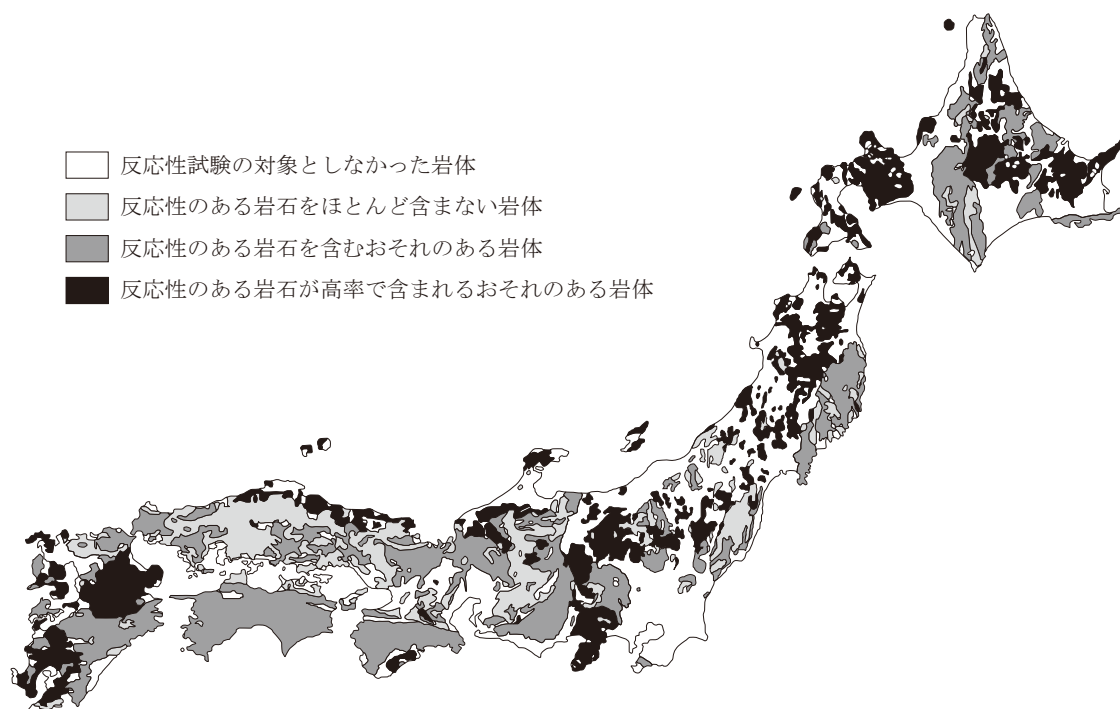 反応性試験の対象としなかった岩体
反応性のある岩石をほとんど含まない岩体
反応性のある岩石を含むおそれのある岩体
反応性のある岩石が高率で含まれるおそれのある岩体